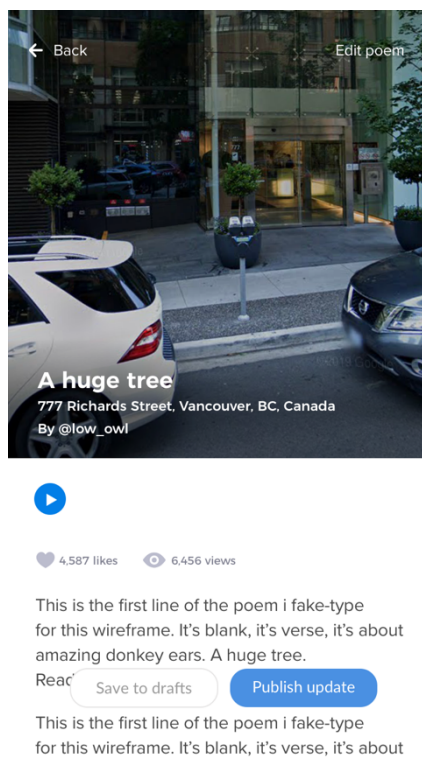 Back
Edit poem
A huge tree
777 Richards Street, Vancouver, BC, Canada
By @low_owl
4,587 likes
6,456 views
This is the first line of the poem i fake-type
for this wireframe. It’s blank, it’s verse, it’s about
amazing donkey ears. A huge tree.
Save to drafts
Publish update
This is the first line of the poem i fake-type
for this wireframe. It’s blank, it’s verse, it’s about